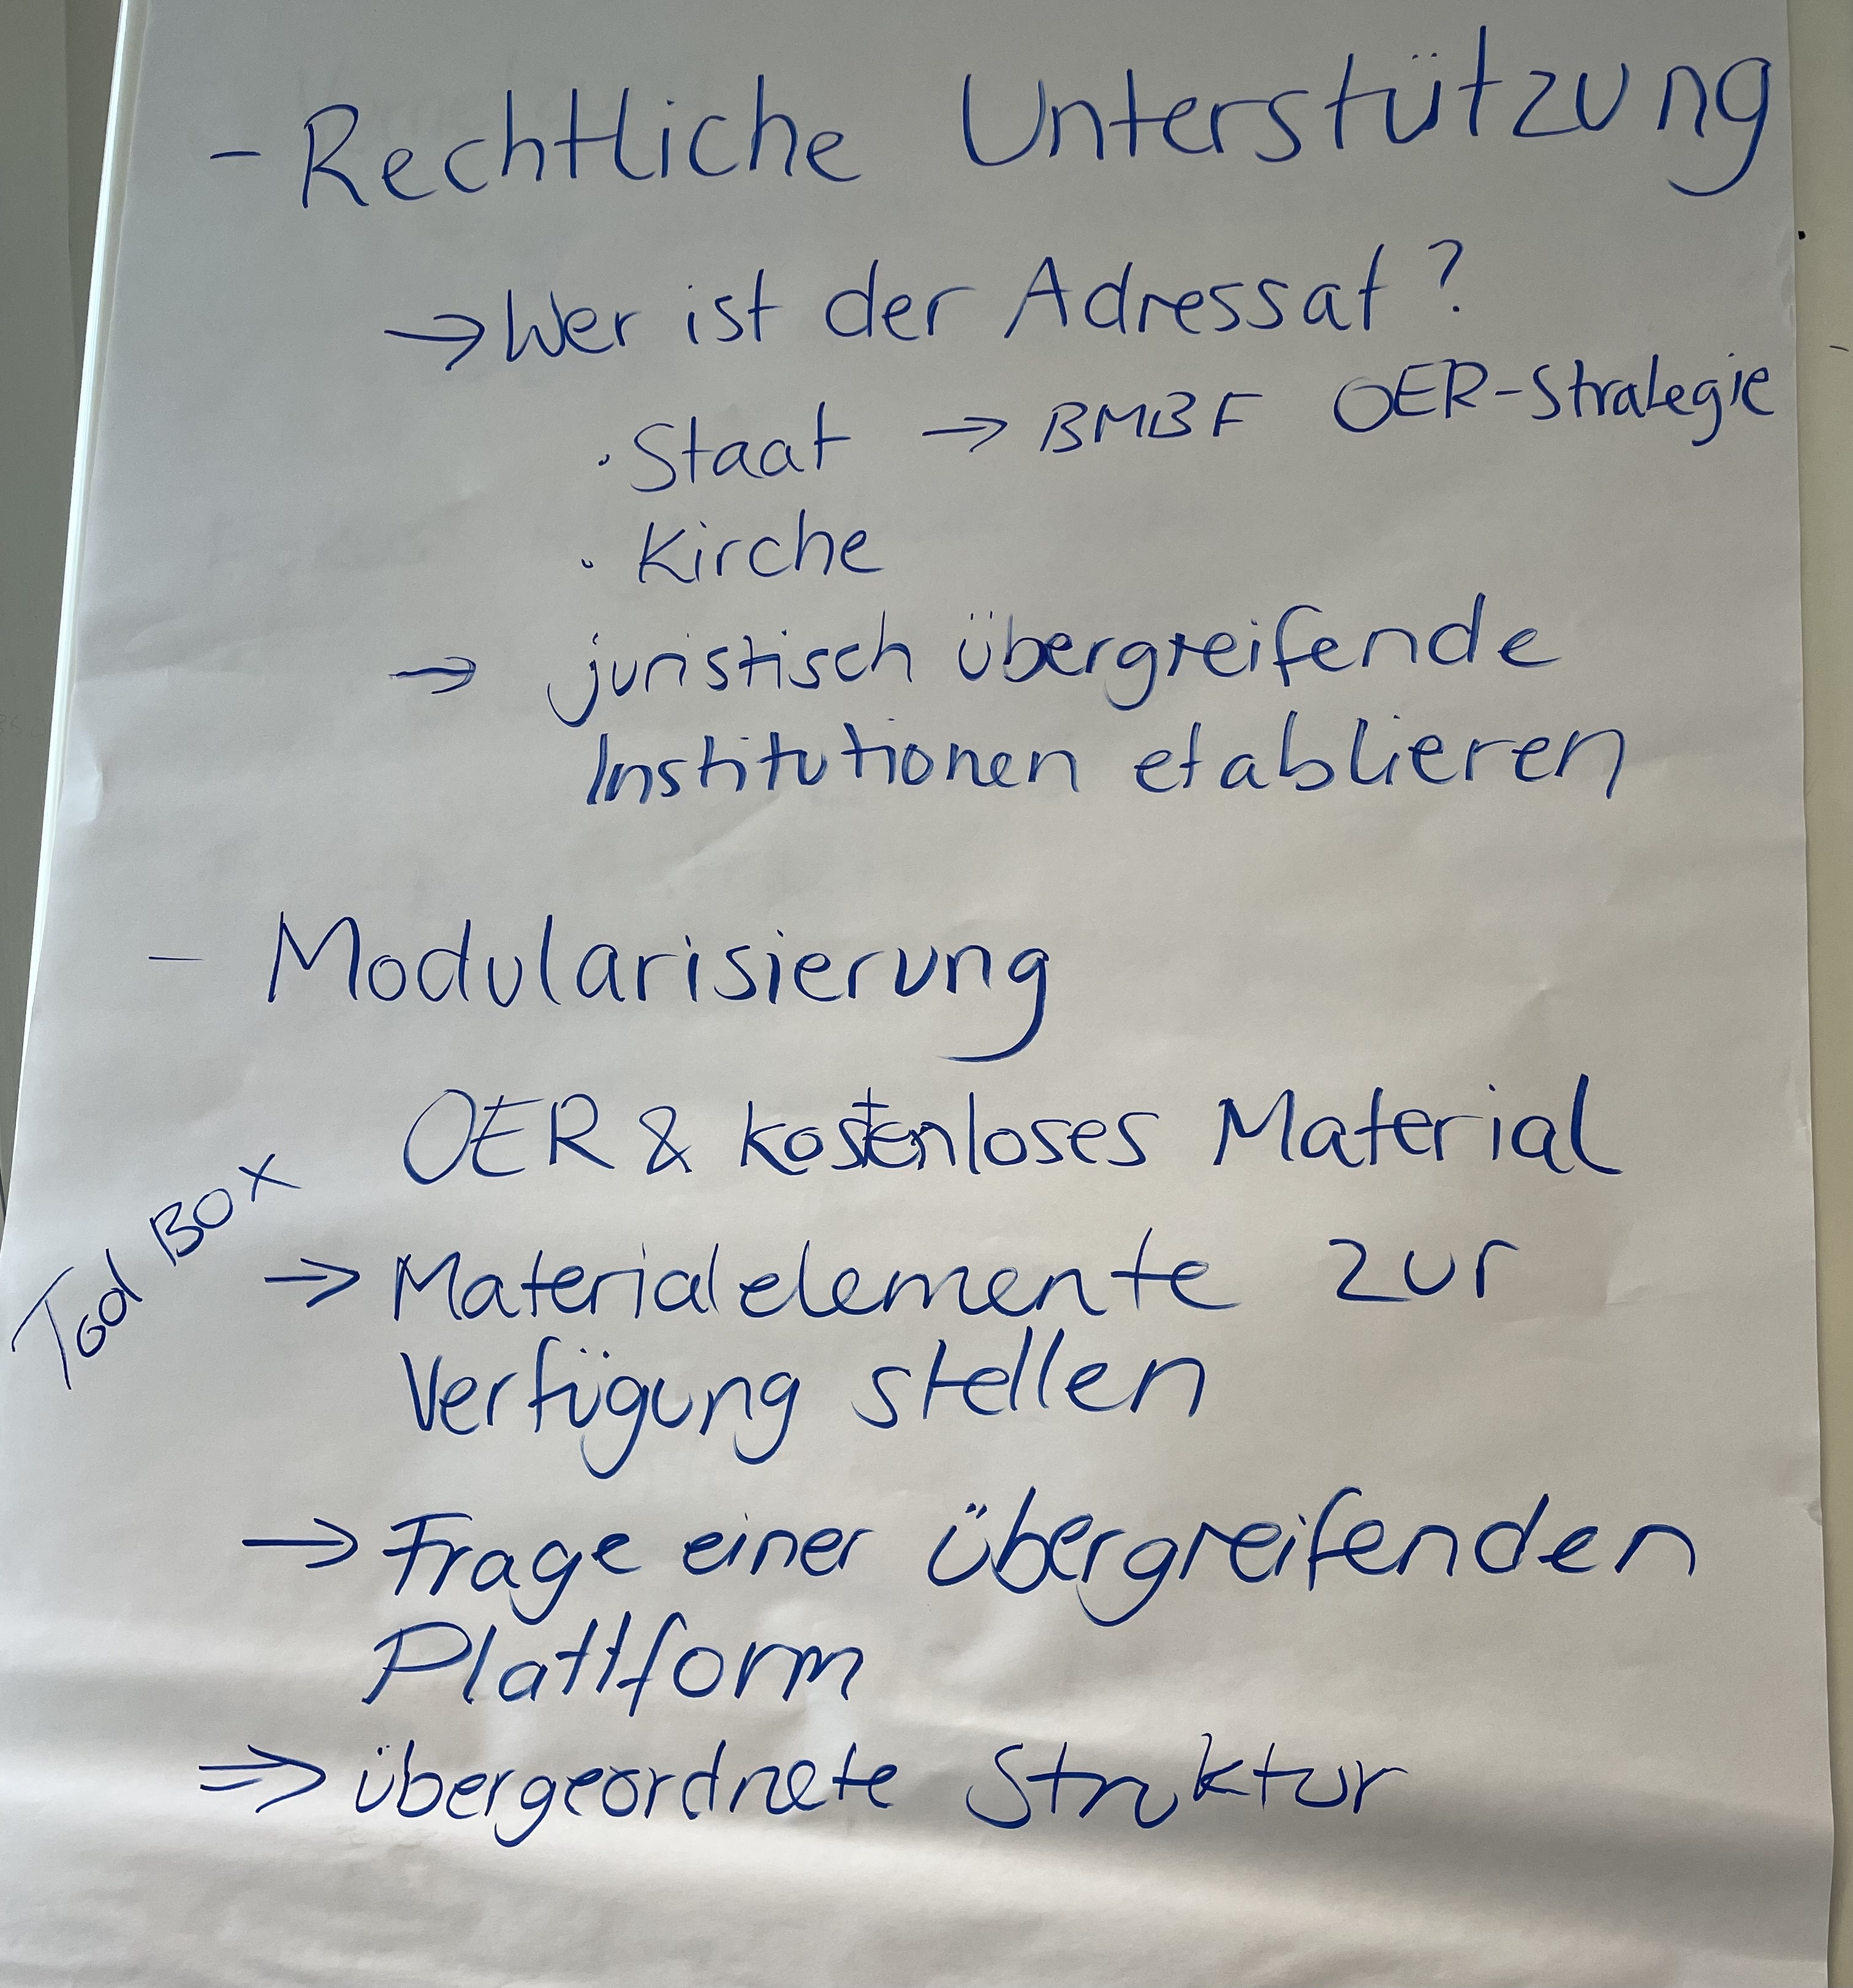 - Rechtliche Unterstützung
→ Wer ist der Adressat?
· Staat → BMBF OER-Strategie
· Kirche
→ juristisch übergreifende
Institutionen etablieren
- Modularisierung
OER & kostenloses Material
Tool Box
→ Materialelemente zur
Verfügung stellen
→ Frage einer übergreifenden
Plattform
⇒ übergeordnete Struktur